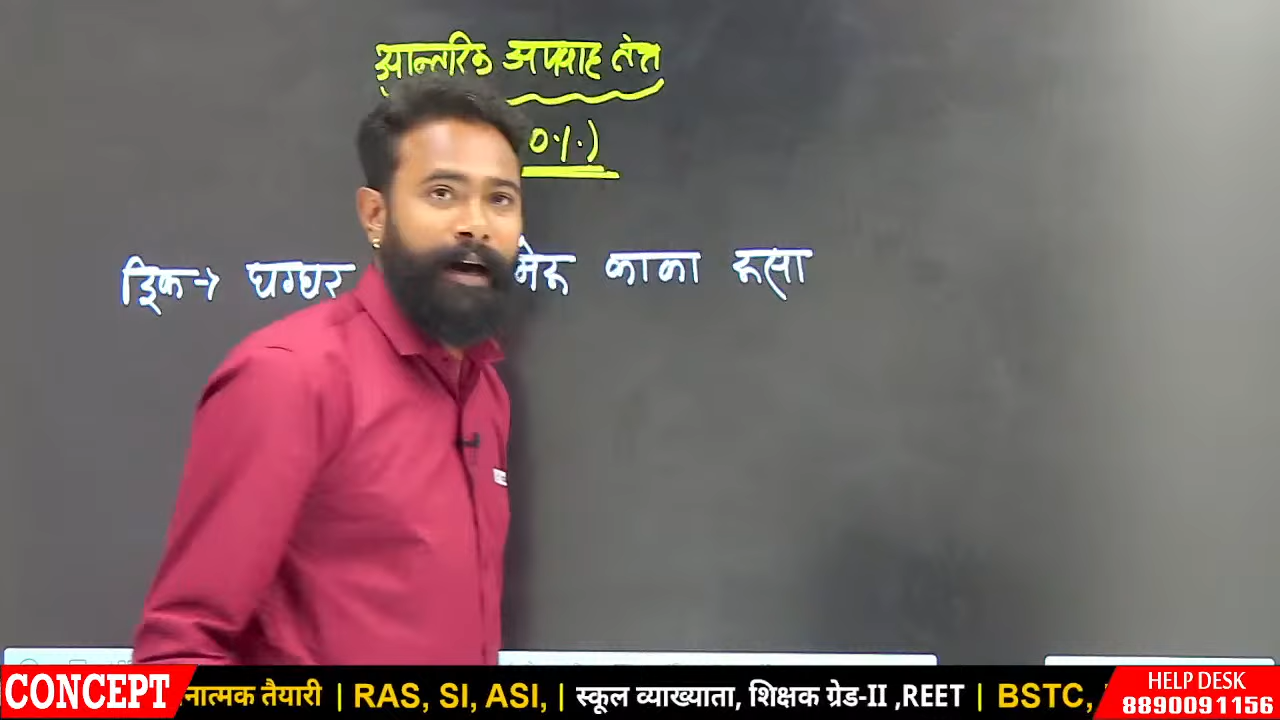 आन्तरिक अपवाह तंत्र
0%)
ट्रिक→ घग्घर मेरू काका रूसा
CONCEPT नात्मक तैयारी | RAS, SI, ASI, | स्कूल व्याख्याता, शिक्षक ग्रेड-II ,REET | BSTC, HELP DESK
8890091156